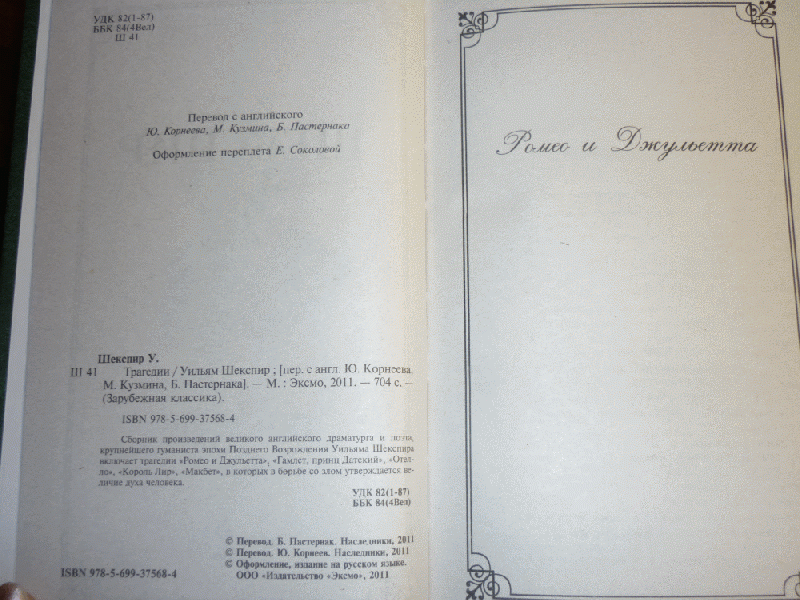 УДК 82(1-87)
ББК 84(4Вел)
Ш 41
Перевод с английского
Ю. Корнеева, М. Кузмина, Б. Пастернака
Оформление переплета Е. Соколовой
Шекспир У.
Ш 41 Трагедии / Уильям Шекспир ; [пер. с англ. Ю. Корнеева,
М. Кузмина, Б. Пастернака]. — М. : Эксмо, 2011. — 704 с. —
(Зарубежная классика).
ISBN 978-5-699-37568-4
Сборник произведений великого английского драматурга и поэта,
крупнейшего гуманиста эпохи Позднего Возрождения Уильяма Шекспира
включает трагедии «Ромео и Джульетта», «Гамлет, принц Датский», «Отел-
ло», «Король Лир», «Макбет», в которых в борьбе со злом утверждается ве-
личие духа человека.
УДК 82(1-87)
ББК 84(4Вел)
© Перевод. Б. Пастернак. Наследники, 2011
© Перевод. Ю. Корнеев. Наследники, 2011
© Оформление, издание на русском языке.
ООО «Издательство «Эксмо», 2011
ISBN 978-5-699-37568-4
Ромео и Джульетта